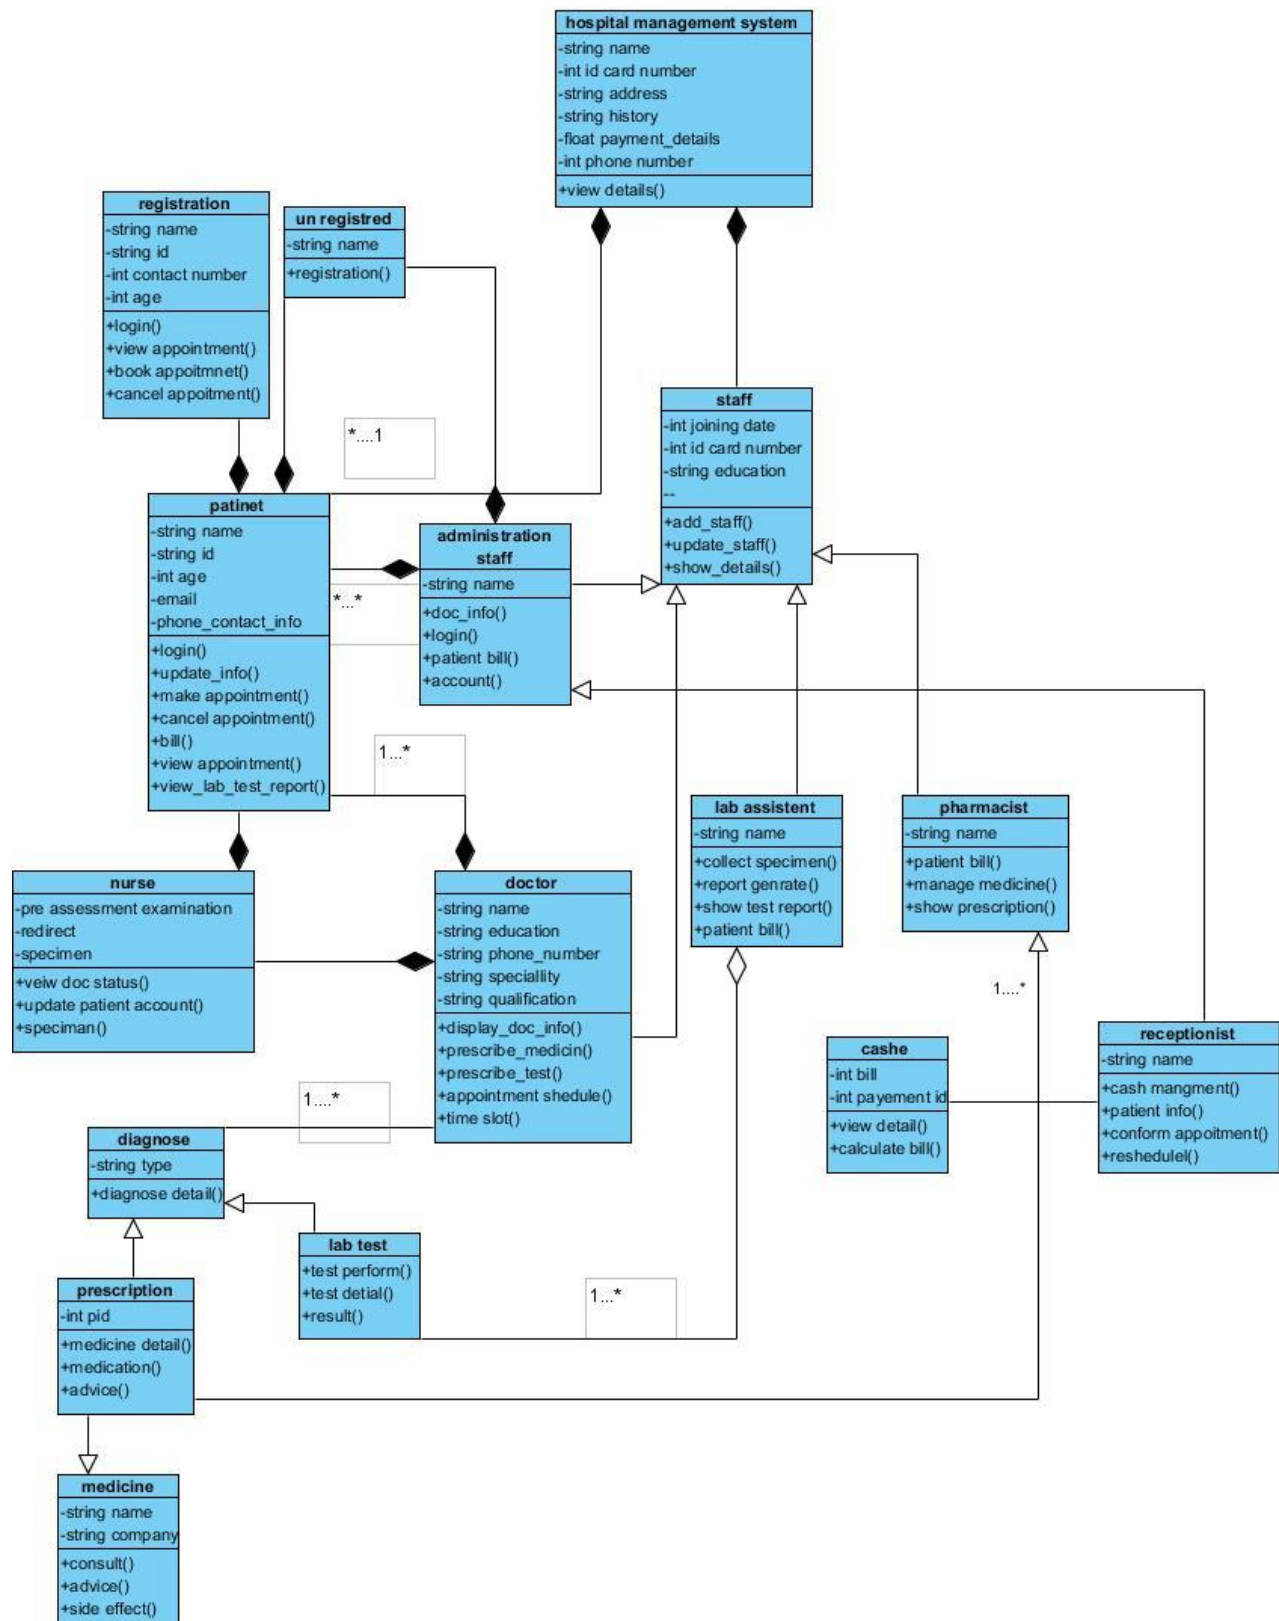 hospital management system
-string name
-int id card number
-string address
-string history
-float payment_details
-int phone number
+view details()
registration
-string name
-string id
-int contact number
-int age
+login()
+view appointment()
+book appoitmnet()
+cancel appoitment()
un registred
-string name
+registration()
*....1
staff
-int joining date
-int id card number
-string education
--
+add_staff()
+update_staff()
+show_details()
patinet
-string name
-string id
-int age
-email
-phone_contact_info
+login()
+update_info()
+make appointment()
+cancel appointment()
+bill()
+view appointment()
+view_lab_test_report()
administration
staff
-string name
+doc_info()
+login()
+patient bill()
+account()
*...*
1...*
lab assistent
-string name
+collect specimen()
+report genrate()
+show test report()
+patient bill()
pharmacist
-string name
+patient bill()
+manage medicine()
+show prescription()
nurse
-pre assessment examination
-redirect
-specimen
+veiw doc status()
+update patient account()
+speciman()
doctor
-string name
-string education
-string phone_number
-string speciallity
-string qualification
+display_doc_info()
+prescribe_medicin()
+prescribe_test()
+appointment shedule()
+time slot()
1....*
cashe
-int bill
-int payement id
+view detail()
+calculate bill()
receptionist
-string name
+cash mangment()
+patient info()
+conform appoitment()
+reshedulel()
1....*
diagnose
-string type
+diagnose detail()
lab test
+test perform()
+test detial()
+result()
1...*
prescription
-int pid
+medicine detail()
+medication()
+advice()
medicine
-string name
-string company
+consult()
+advice()
+side effect()